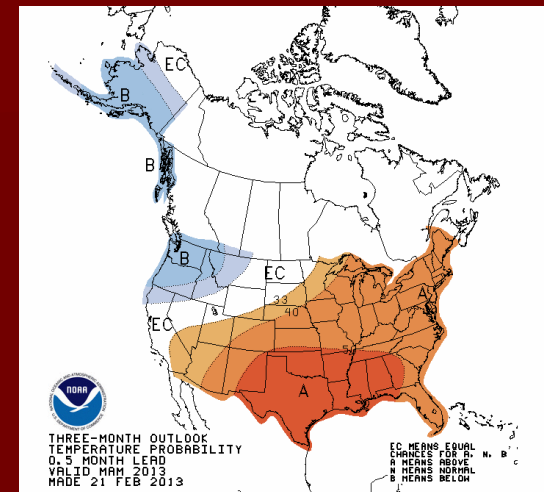 EC
B
B
B
EC
EC
33
40
A
50
A
NOAA
THREE-MONTH OUTLOOK
TEMPERATURE PROBABILITY
0.5 MONTH LEAD
VALID MAM 2013
MADE 21 FEB 2013
EC MEANS EQUAL
CHANCES FOR A, N, B
A MEANS ABOVE
N MEANS NORMAL
B MEANS BELOW